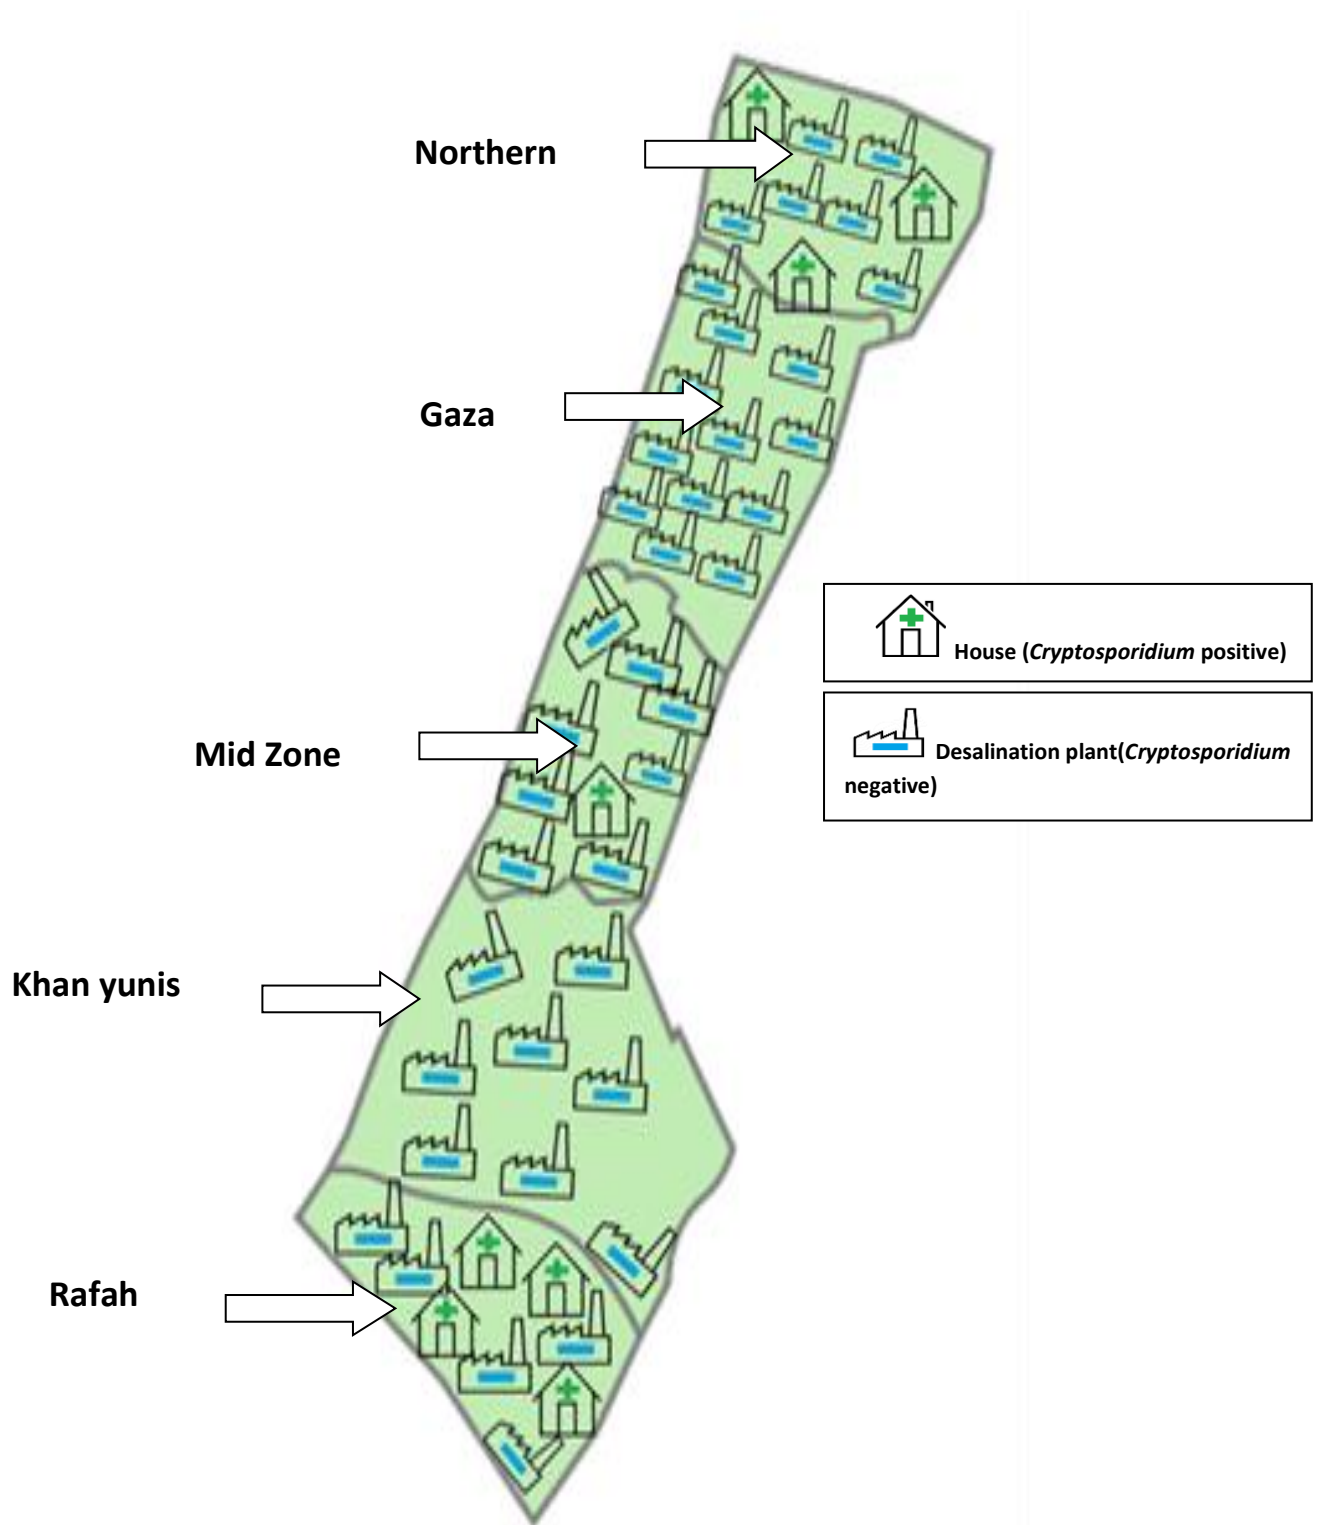 Northern
Gaza
House (Cryptosporidium positive)
Desalination plant(Cryptosporidium
negative)
Mid Zone
Khan yunis
Rafah